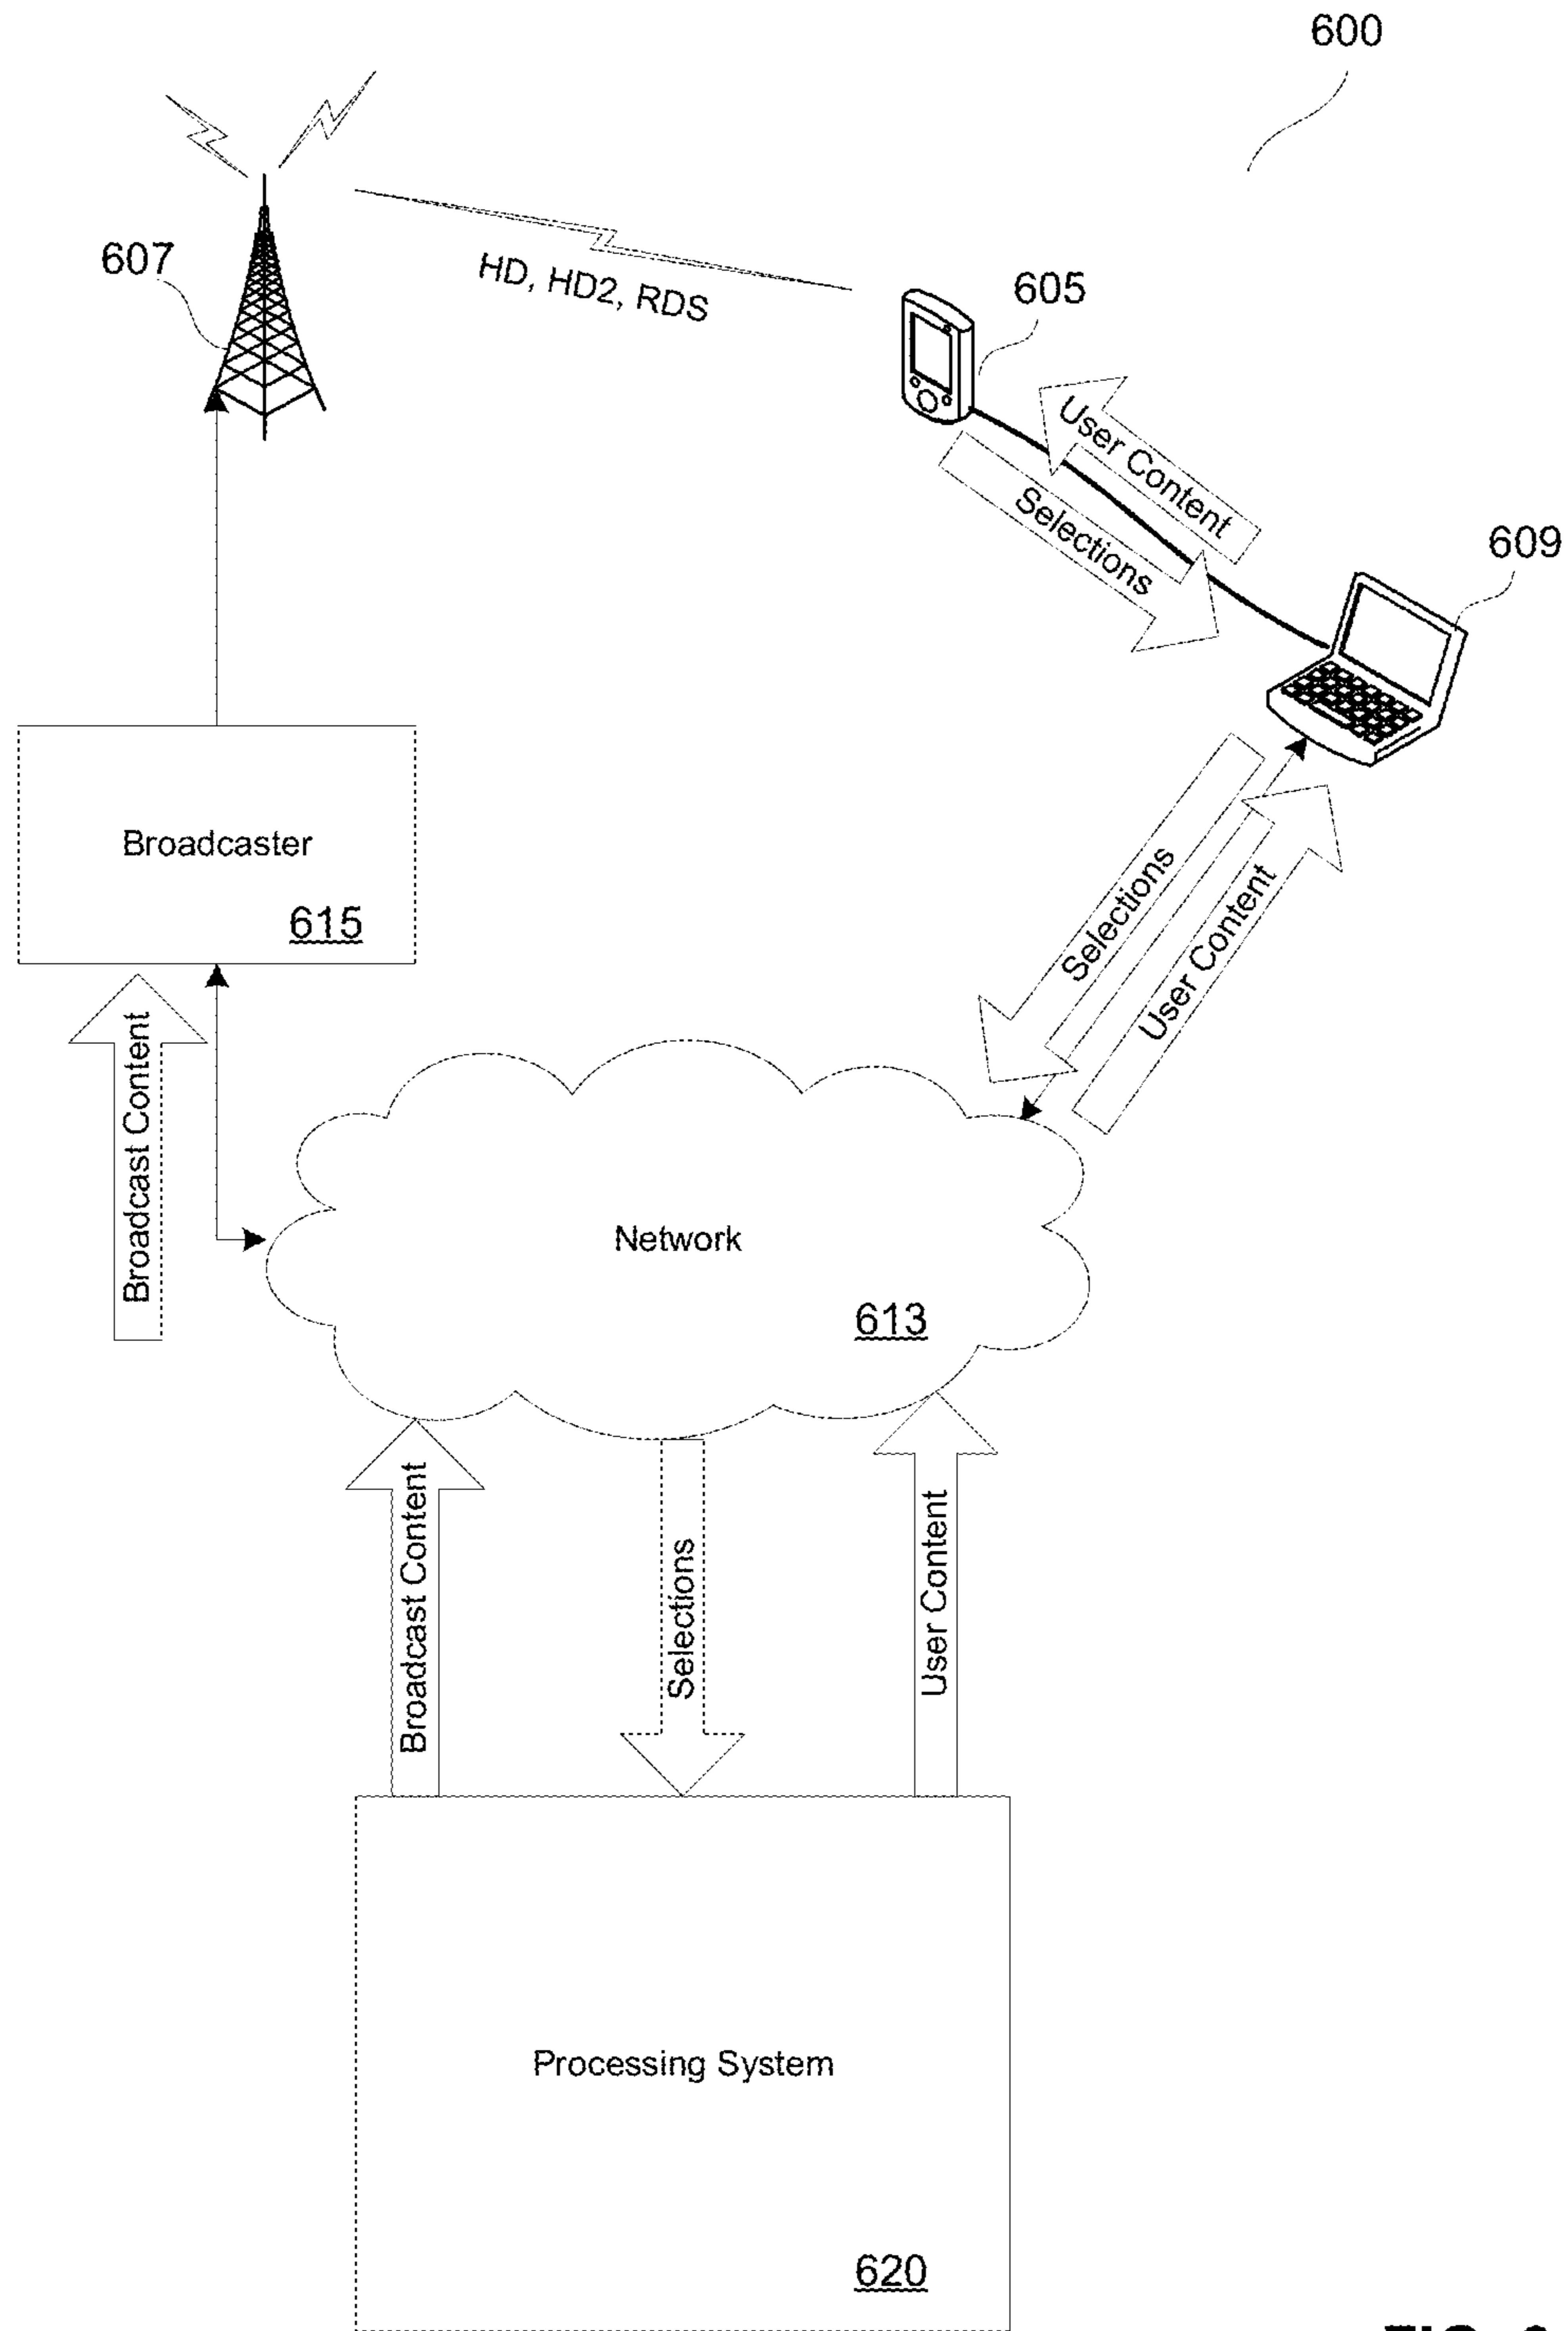 600
607
HD, HD2, RDS
605
User Content
Selections
609
Broadcaster
615
Selections
User Content
Broadcast Content
Network
613
Broadcast Content
Selections
User Content
Processing System
620